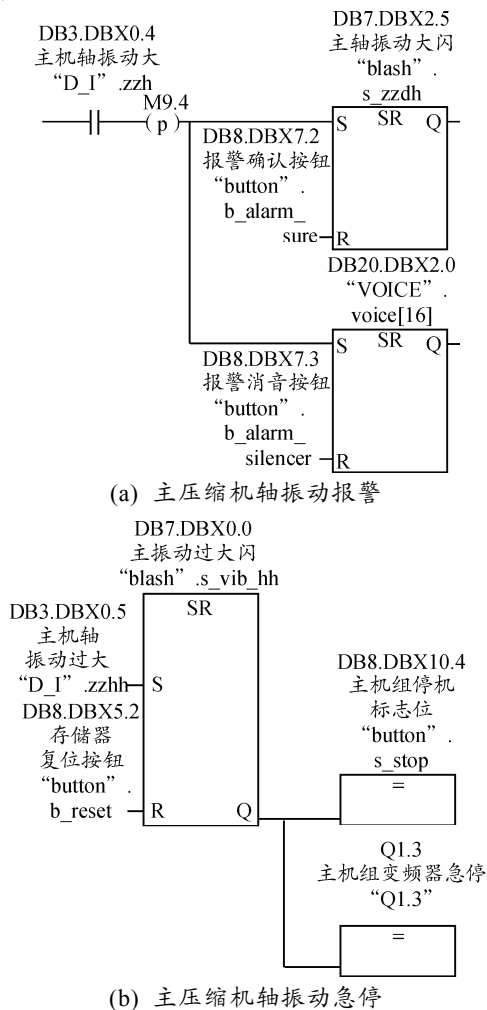 DB3.DBX0.4
主机轴振动大
“D_I”.zzh
M9.4
(p)
DB7.DBX2.5
主轴振动大闪
“blash”.
s_zzdh
S SR Q
DB8.DBX7.2
报警确认按钮
“button”.
b_alarm_
sure
R
DB20.DBX2.0
“VOICE”.
voice[16]
S SR Q
DB8.DBX7.3
报警消音按钮
“button”.
b_alarm_
silencer
R
(a) 主压缩机轴振动报警
DB7.DBX0.0
主振动过大闪
“blash”.s_vib_hh
SR
DB3.DBX0.5
主机轴
振动过大
“D_I”.zzhh
S
DB8.DBX5.2
存储器
复位按钮
“button”.
b_reset
R Q
DB8.DBX10.4
主机组停机
标志位
“button”.
s_stop
=
Q1.3
主机组变频器急停
“Q1.3”
=
(b) 主压缩机轴振动急停